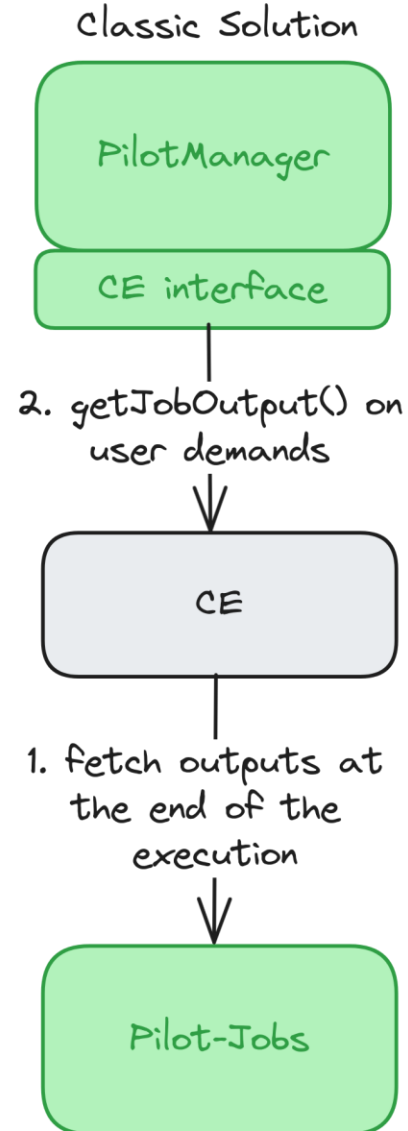 Classic Solution
PilotManager
CE interface
2. getJobOutput() on
user demands
CE
1. fetch outputs at
the end of the
execution
Pilot-Jobs